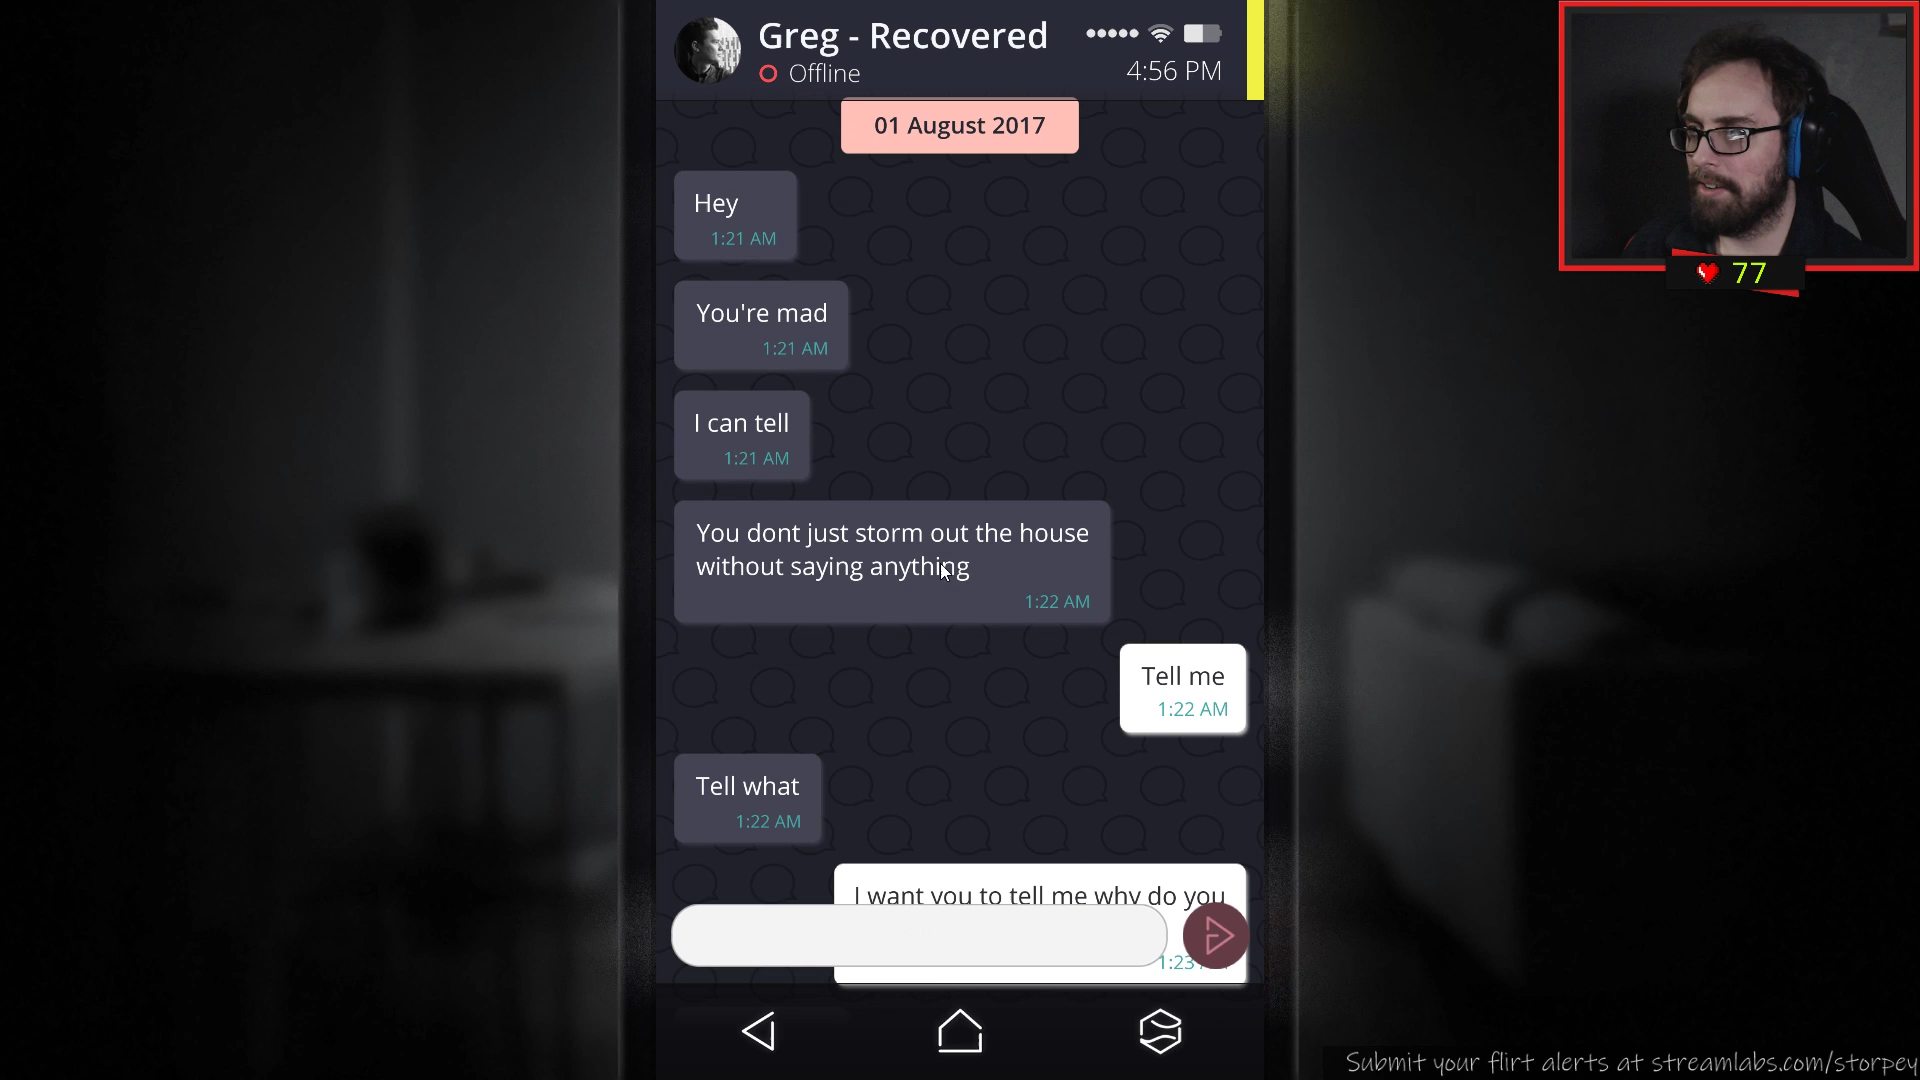 Greg - Recovered
Offline
4:56 PM
01 August 2017
Hey
1:21 AM
You're mad
1:21 AM
I can tell
1:21 AM
You dont just storm out the house
without saying anything
1:22 AM
Tell me
1:22 AM
Tell what
1:22 AM
I want you to tell me why do you
1:23
77
Submit your flirt alerts at streamlabs.com/storpey